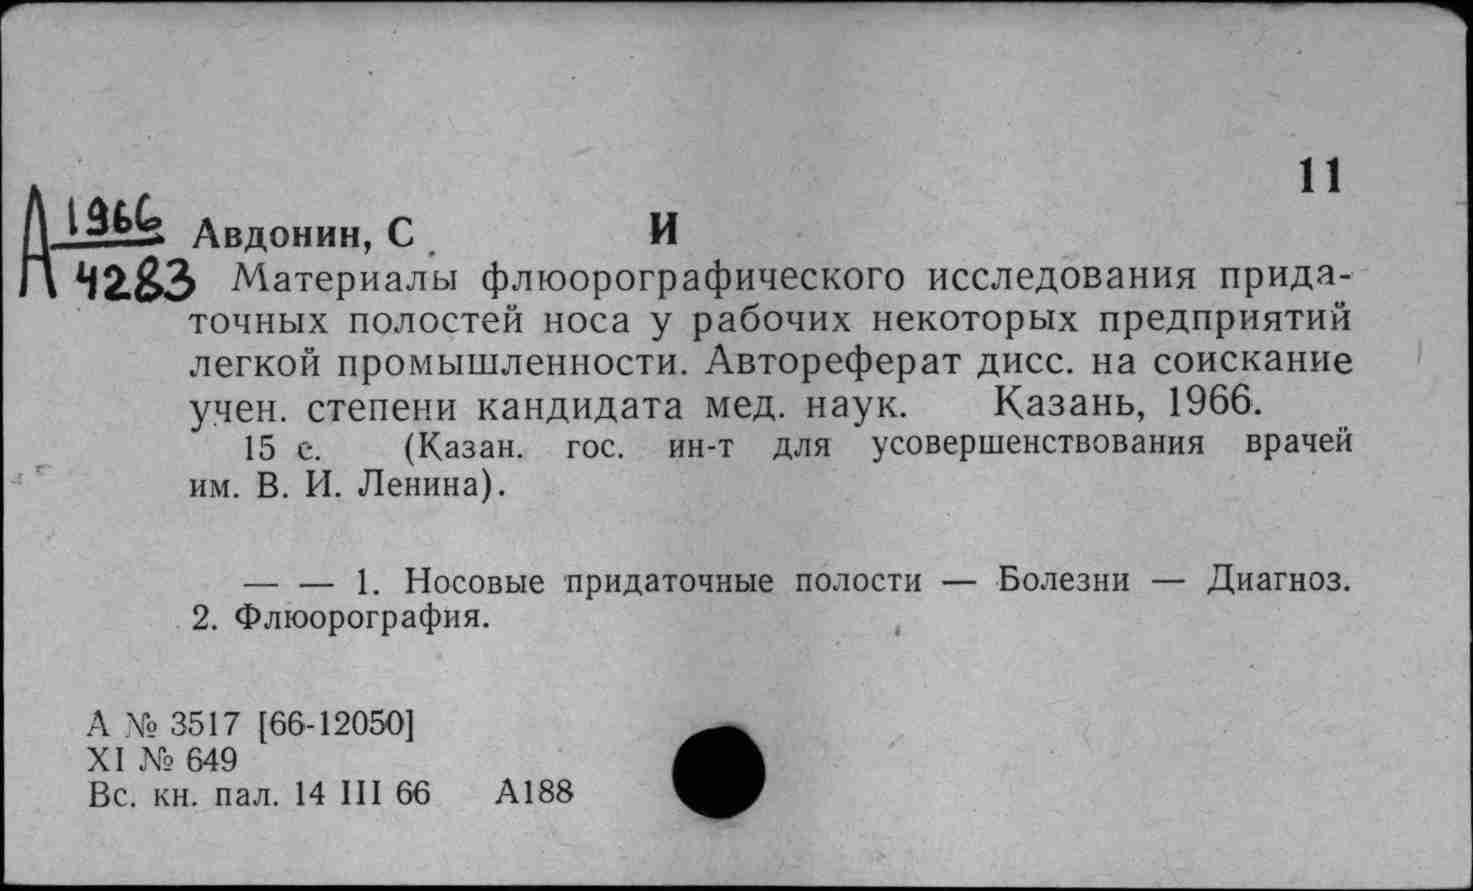 11
А 1966 Авдонин, С. И
4283 Материалы флюорографического исследования прида-
точных полостей носа у рабочих некоторых предприятий
легкой промышленности. Автореферат дисс. на соискание
учен. степени кандидата мед. наук. Казань, 1966.
15 с. (Казан. гос. ин-т для усовершенствования врачей
им. В. И. Ленина).
— — 1. Носовые придаточные полости — Болезни — Диагноз.
2. Флюорография.
А № 3517 [66-12050]
XI № 649
Вс. кн. пал. 14 III 66 А188